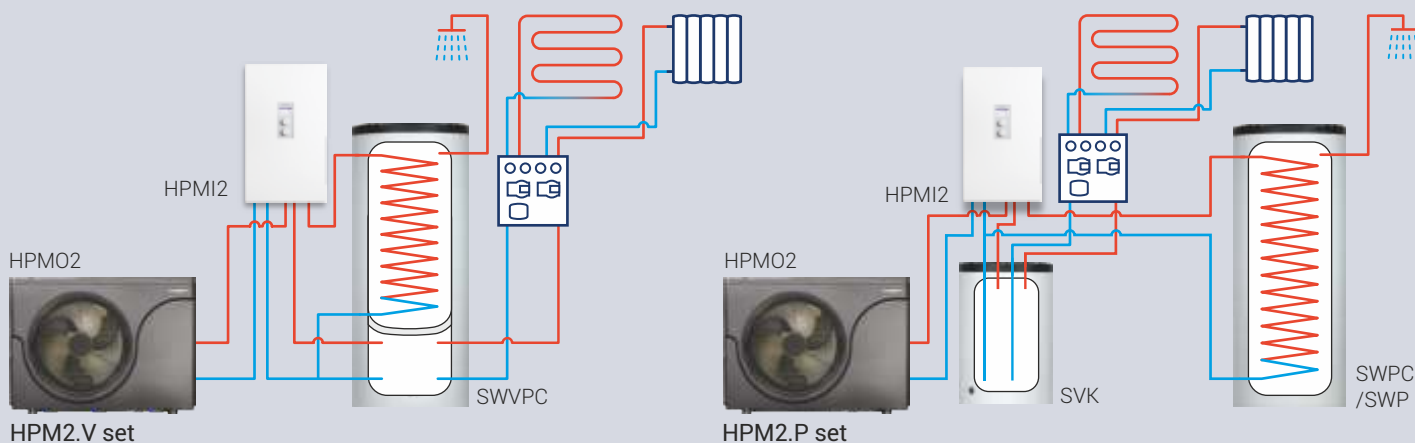 HPMI2
HPMO2
SWVPC
HPM2.V set
HPMI2
HPMO2
SVK
SWPC
/SWP
HPM2.P set